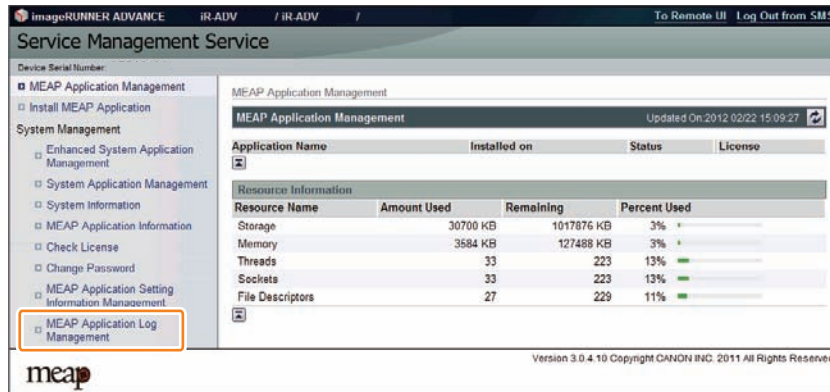 imageRUNNER ADVANCE iR-ADV / iR-ADV / To Remote UI Log Out from SMS
Service Management Service
Device Serial Number:
MEAP Application Management
Install MEAP Application
System Management
Enhanced System Application
Management
System Application Management
System Information
MEAP Application Information
Check License
Change Password
MEAP Application Setting
Information Management
MEAP Application Log
Management
MEAP Application Management
MEAP Application Management Updated On:2012 02/22 15:09:27
Application Name Installed on Status License
Resource Information
Resource Name Amount Used Remaining Percent Used
Storage 30700 KB 1017876 KB 3%
Memory 3584 KB 127488 KB 3%
Threads 33 223 13%
Sockets 33 223 13%
File Descriptors 27 229 11%
meap
Version 3.0.4.10 Copyright CANON INC. 2011 All Rights Reserved